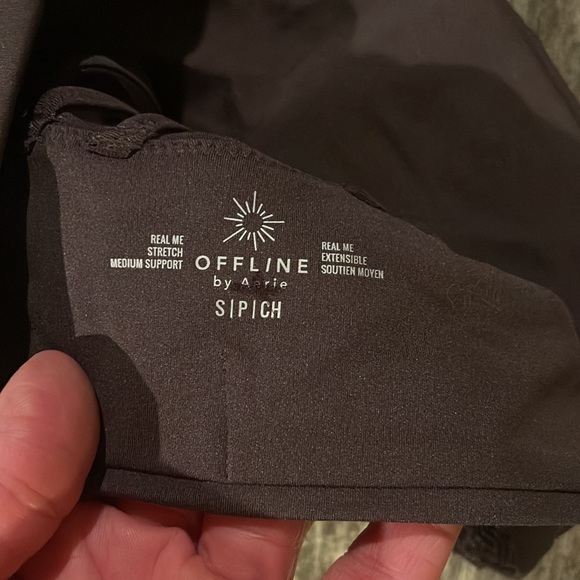 REAL ME
STRETCH
MEDIUM SUPPORT
OFFLINE
by Aerie
S|P|CH
REAL ME
EXTENSIBLE
SOUTIEN MOYEN